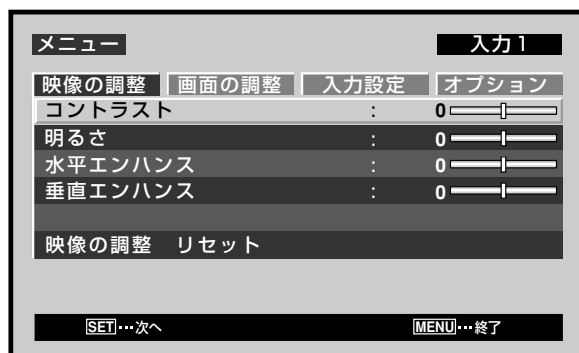 メニュー 入力1
映像の調整 画面の調整 入力設定 オプション
コントラスト : 0
明るさ : 0
水平エンハンス : 0
垂直エンハンス : 0
映像の調整 リセット
SET…次へ MENU…終了